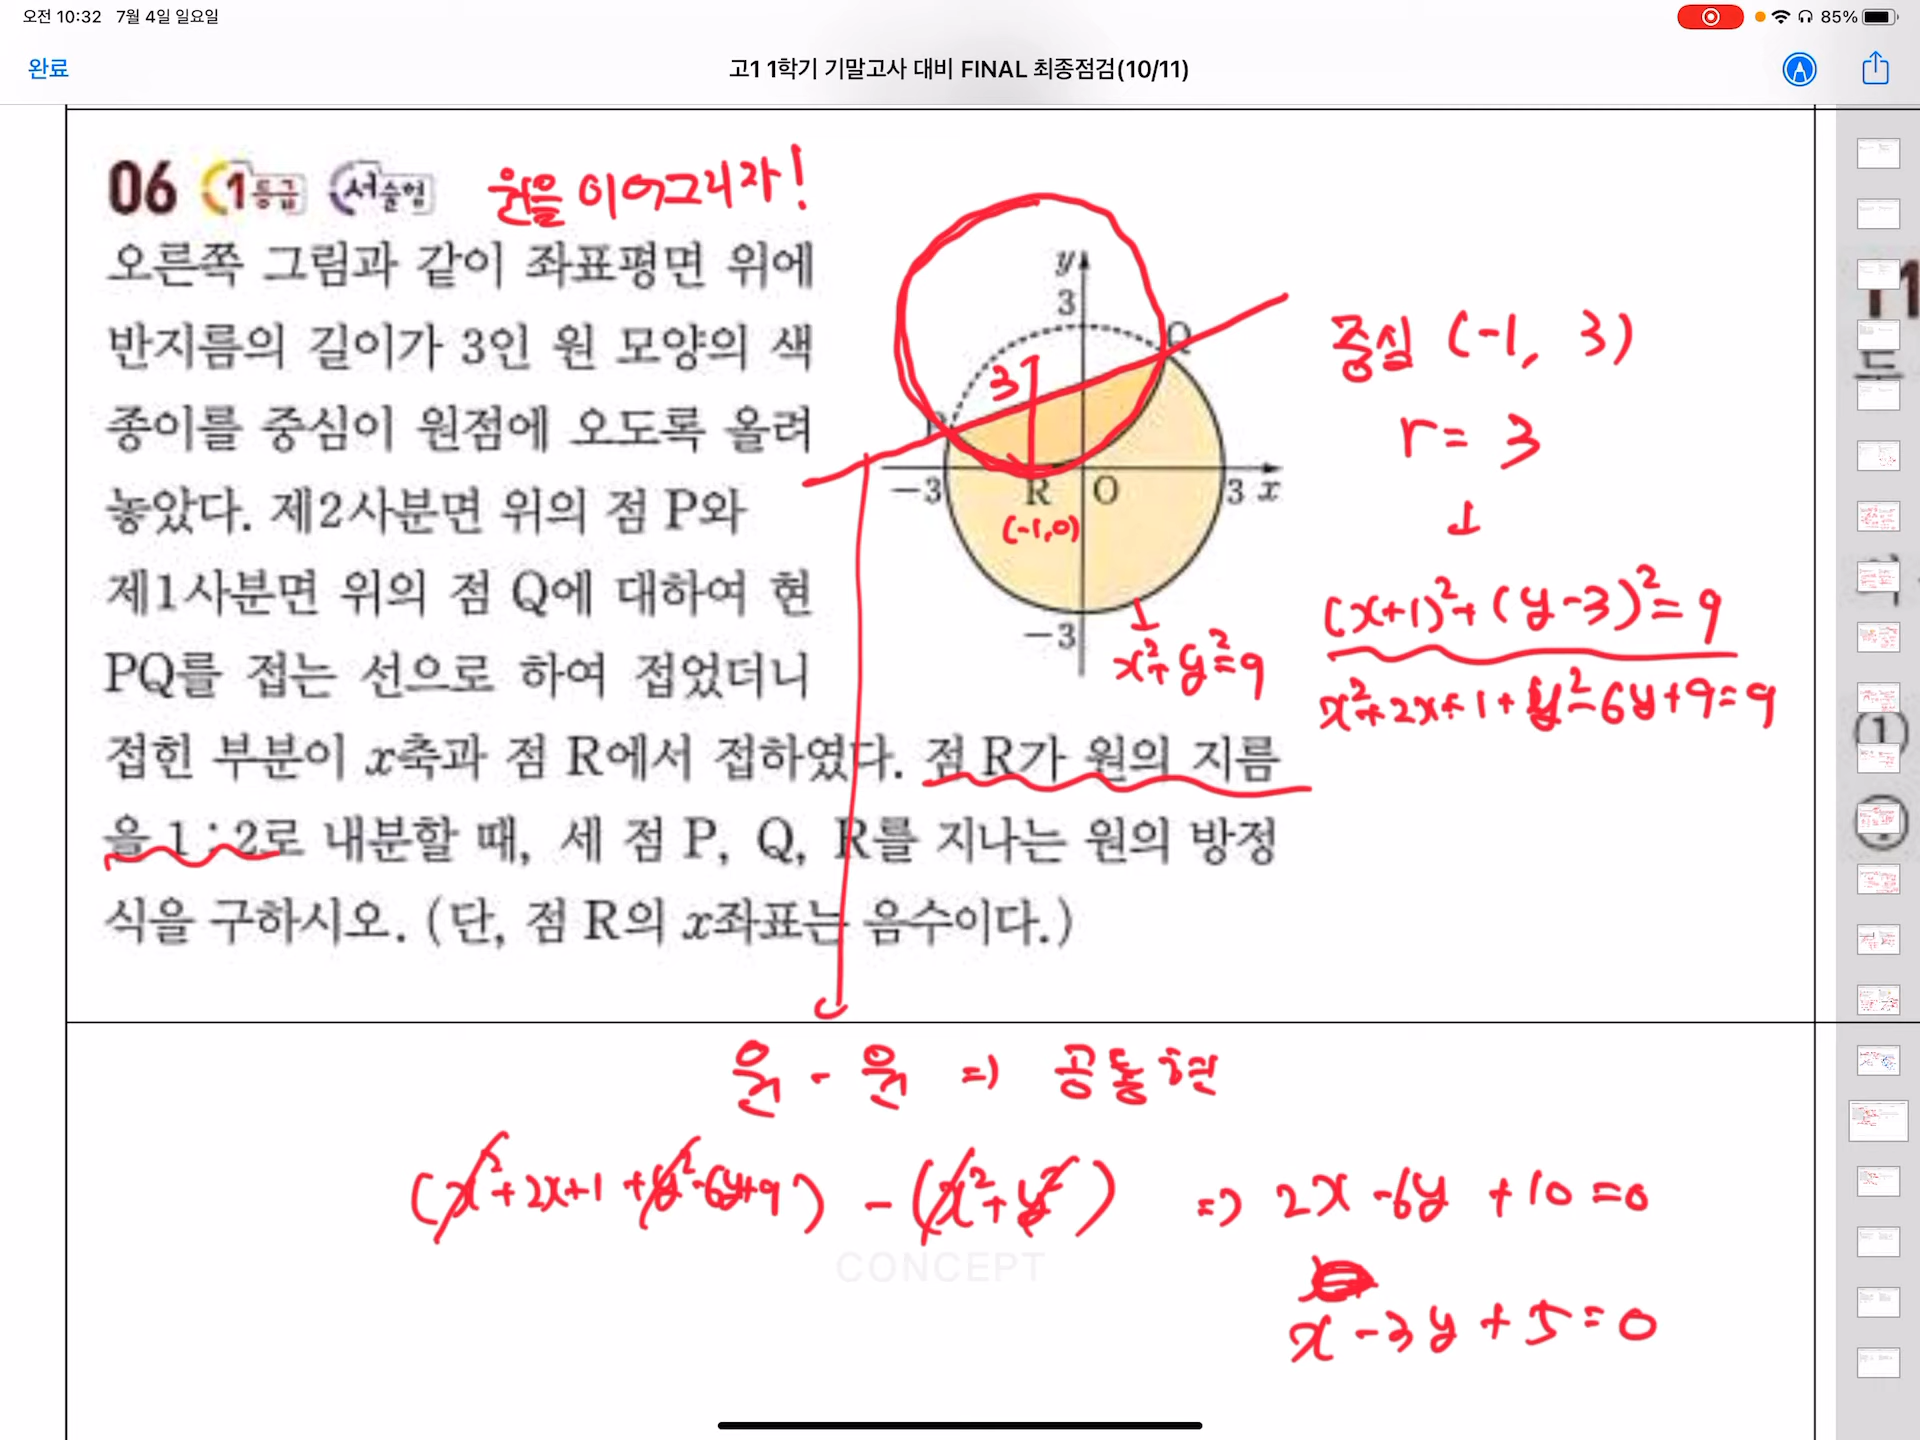 오전 10:32 7월 4일 일요일
85%
완료
고1 1학기 기말고사 대비 FINAL 최종점검(10/11)
06 1등급 서술형
원을 이어그리자!
오른쪽 그림과 같이 좌표평면 위에
반지름의 길이가 3인 원 모양의 색
종이를 중심이 원점에 오도록 올려
놓았다. 제2사분면 위의 점 P와
제1사분면 위의 점 Q에 대하여 현
PQ를 접는 선으로 하여 접었더니
접힌 부분이 x축과 점 R에서 접하였다. 점 R가 원의 지름
을 1 : 2로 내분할 때, 세 점 P, Q, R를 지나는 원의 방정
식을 구하시오. (단, 점 R의 x좌표는 음수이다.)
y
3
Q
3
P
-3 R O 3 x
(-1,0)
-3
x²+y²=9
중심 (-1, 3)
r = 3
(x+1)²+(y-3)²=9
x²+2x+1+y²-6y+9=9
원 - 원 => 공통현
(x²+2x+1+y²-6y+9) - (x²+y²) => 2x-6y+10=0
x-3y+5=0
CONCEPT